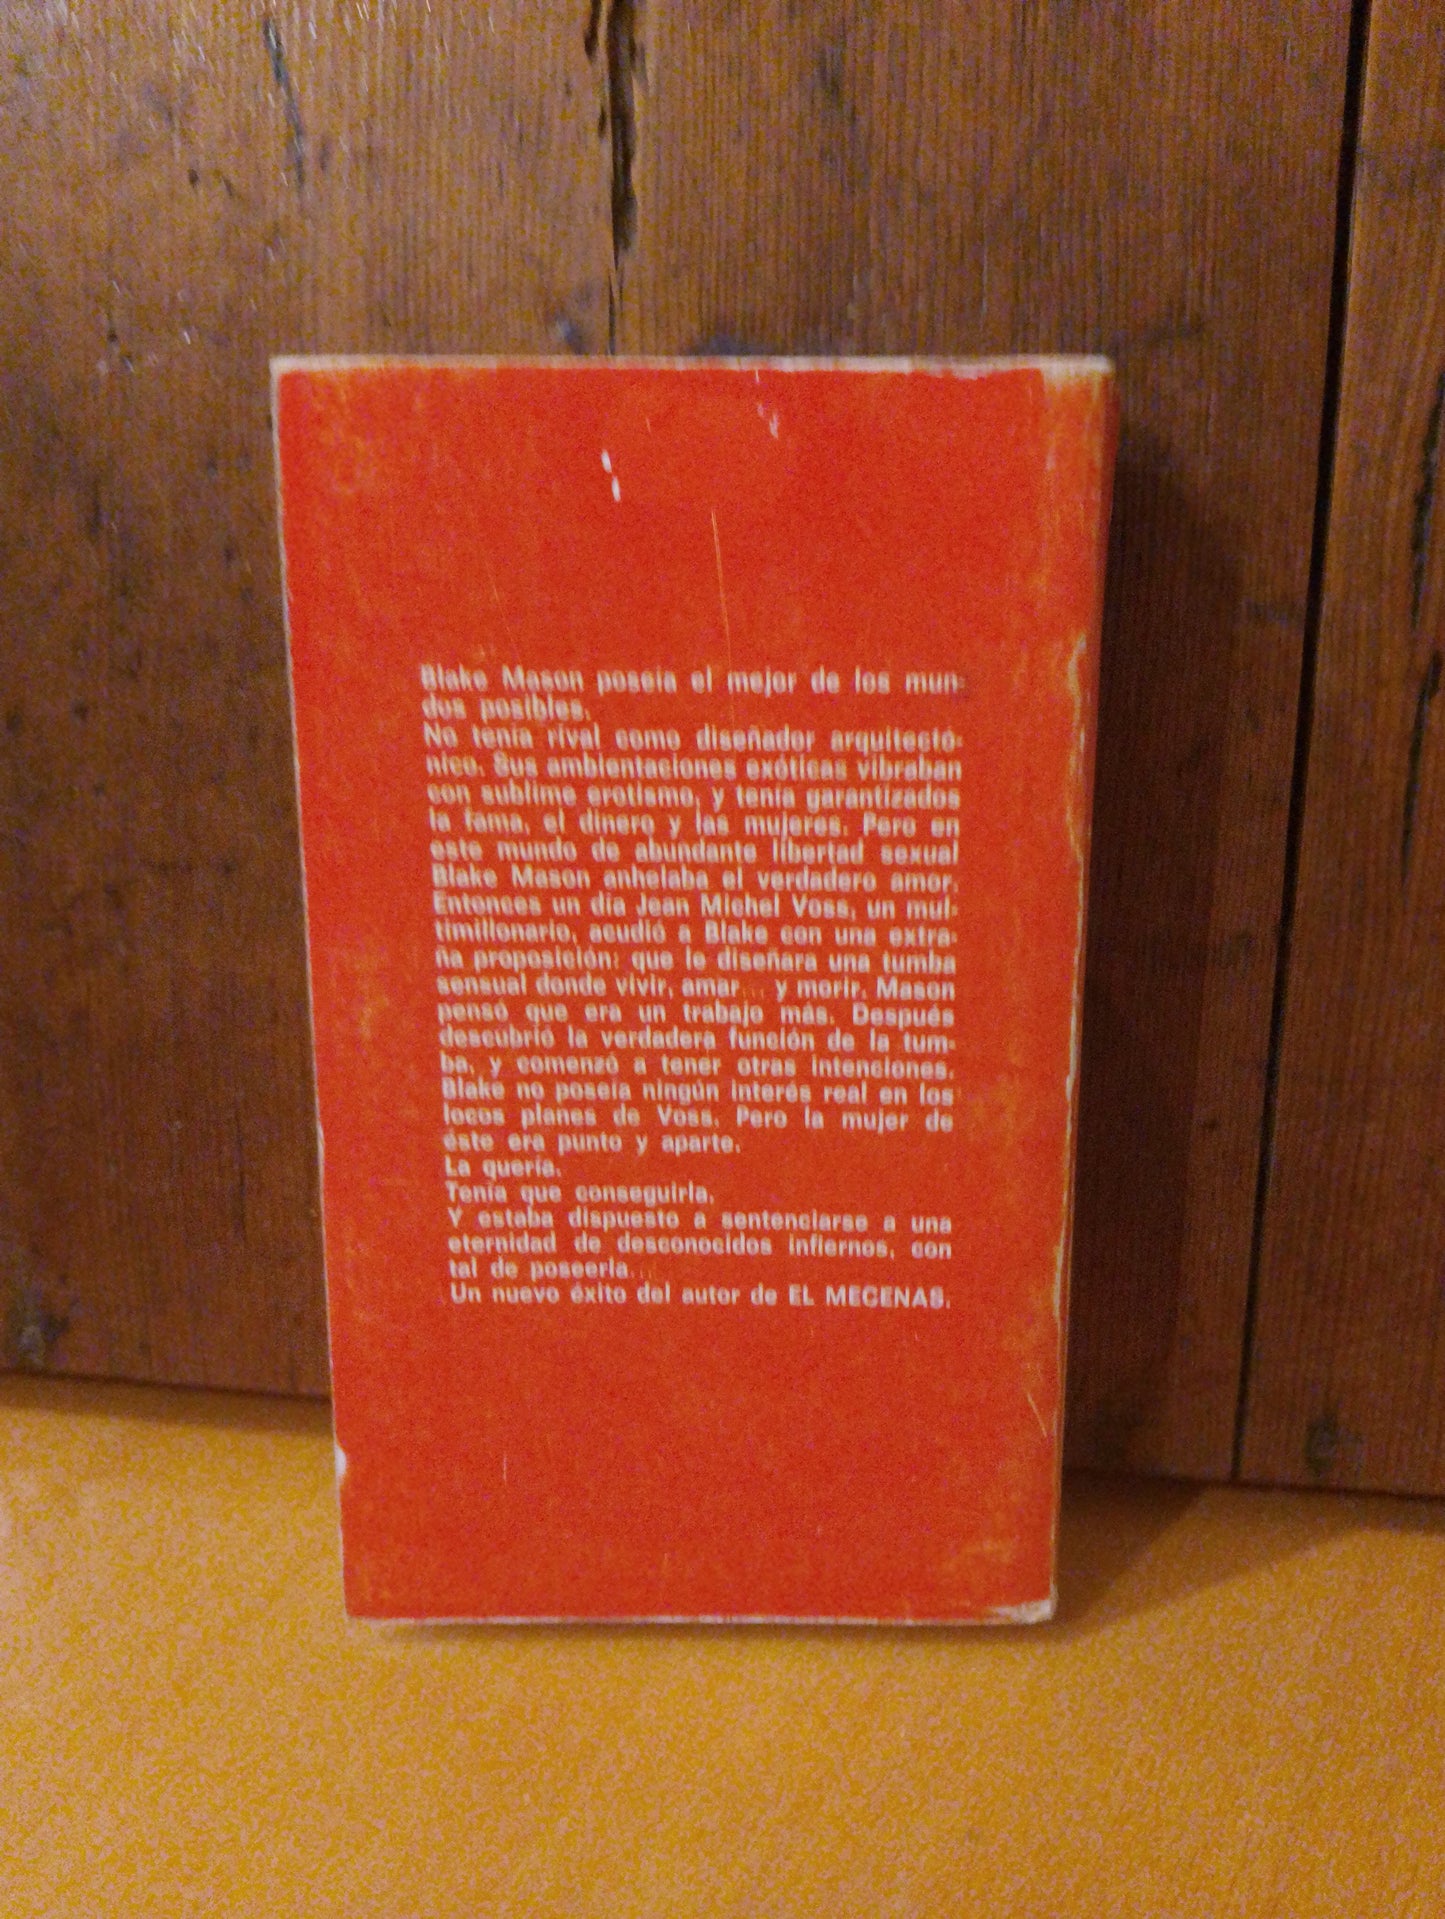 Blake Mason poseía el mejor de los mun-
dos posibles.
No tenía rival como diseñador arquitectó-
nico. Sus ambientaciones exóticas vibraban
con sublime erotismo, y tenía garantizados
la fama, el dinero y las mujeres. Pero en
este mundo de abundante libertad sexual
Blake Mason anhelaba el verdadero amor.
Entonces un día Jean Michel Voss, un mul-
timillonario, acudió a Blake con una extra-
ña proposición: que le diseñara una tumba
sensual donde vivir, amar... y morir. Mason
pensó que era un trabajo más. Después
descubrió la verdadera función de la tum-
ba, y comenzó a tener otras intenciones.
Blake no poseía ningún interés real en los
locos planes de Voss. Pero la mujer de
éste era punto y aparte.
La quería.
Tenía que conseguirla.
Y estaba dispuesto a sentenciarse a una
eternidad de desconocidos infiernos, con
tal de poseerla...
Un nuevo éxito del autor de EL MECENAS.